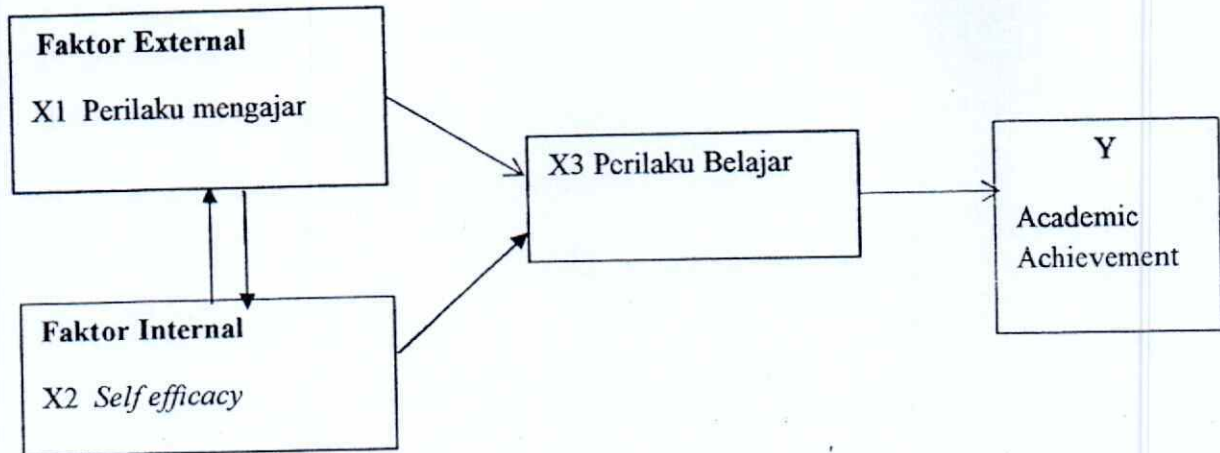 Faktor External
X1 Perilaku mengajar
X3 Perilaku Belajar
Y
Academic
Achievement
Faktor Internal
X2 Self efficacy